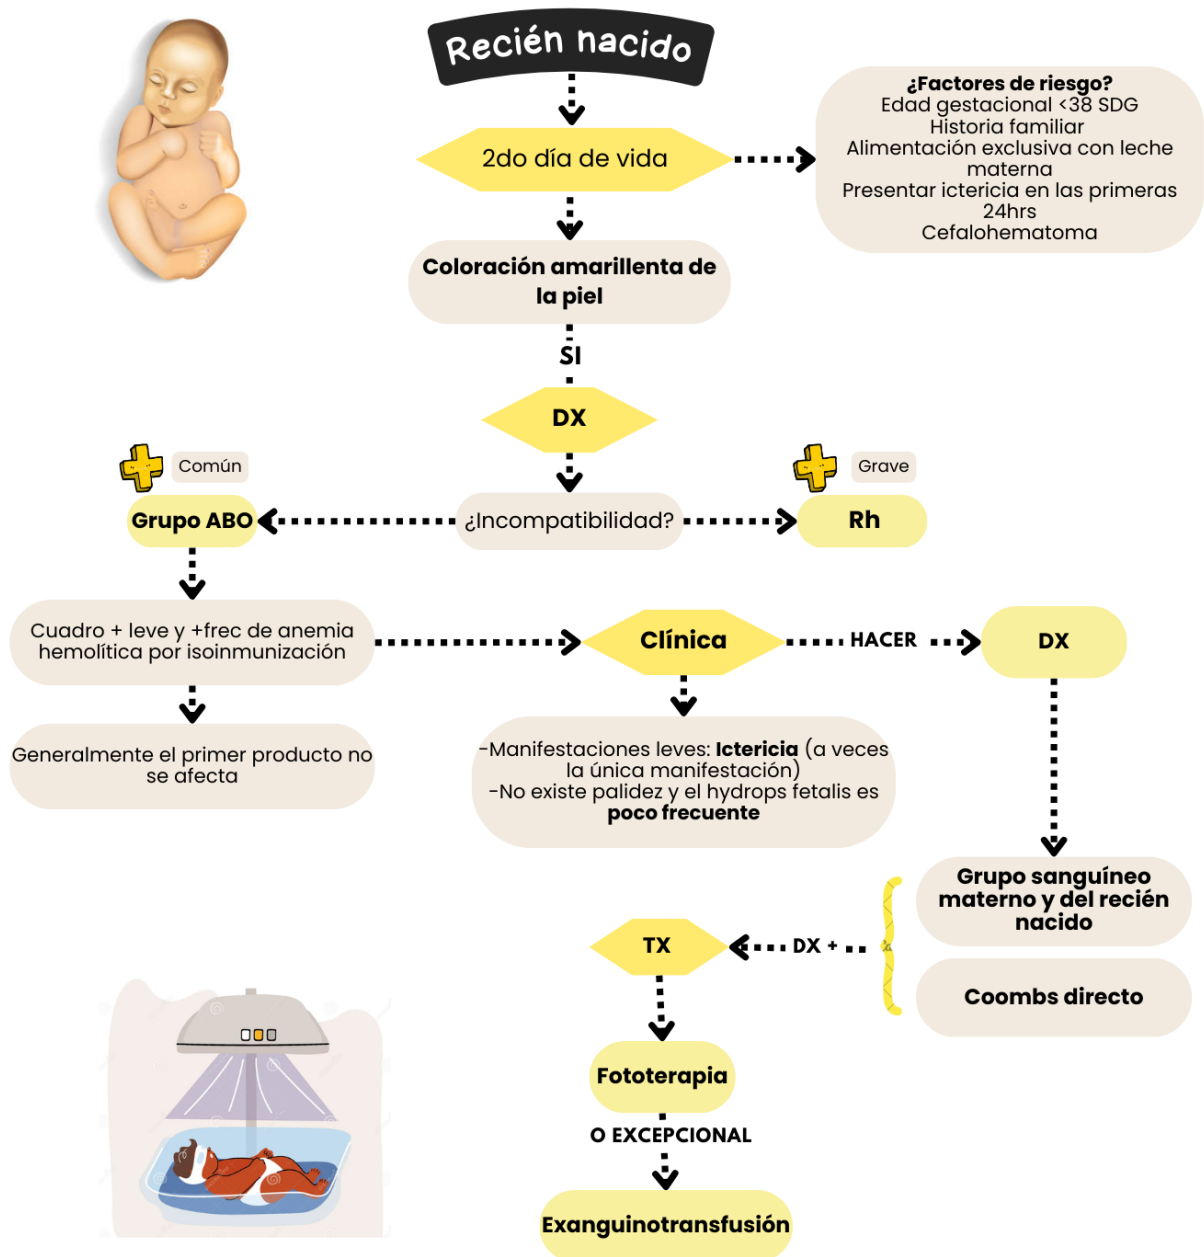 Recién nacido
2do día de vida
¿Factores de riesgo?
Edad gestacional <38 SDG
Historia familiar
Alimentación exclusiva con leche
materna
Presentar ictericia en las primeras
24hrs
Cefalohematoma
Coloración amarillenta de
la piel
SI
DX
Común
Grave
Grupo ABO
¿Incompatibilidad?
Rh
Cuadro + leve y +frec de anemia
hemolítica por isoinmunización
Clínica
HACER
DX
Generalmente el primer producto no
se afecta
-Manifestaciones leves: Ictericia (a veces
la única manifestación)
-No existe palidez y el hydrops fetalis es
poco frecuente
Grupo sanguíneo
materno y del recién
nacido
TX
DX +
Coombs directo
Fototerapia
O EXCEPCIONAL
Exanguinotransfusión